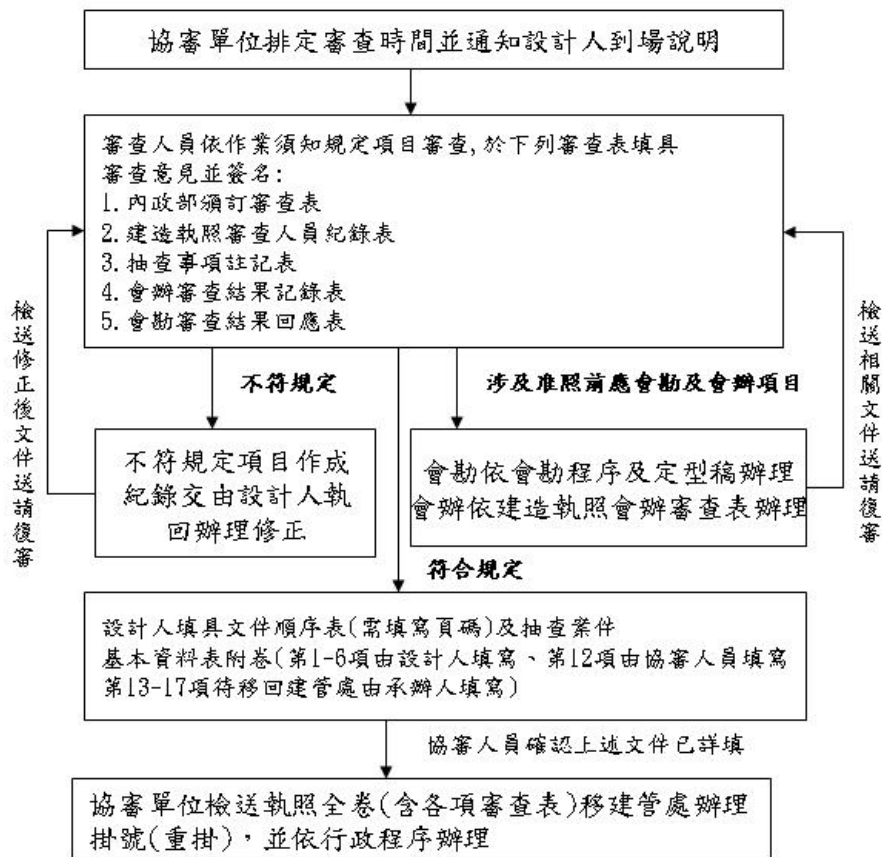 協審單位排定審查時間並通知設計人到場說明
審查人員依作業須知規定項目審查,於下列審查表填具
審查意見並簽名:
1.內政部頒訂審查表
2.建造執照審查人員紀錄表
3.抽查事項註記表
4.會辦審查結果記錄表
5.會勘審查結果回應表
檢送修正後文件送請復審
檢送相關文件送請復審
不符規定
涉及准照前應會勘及會辦項目
不符規定項目作成
紀錄交由設計人執
回辦理修正
會勘依會勘程序及定型稿辦理
會辦依建造執照會辦審查表辦理
符合規定
設計人填具文件順序表(需填寫頁碼)及抽查案件
基本資料表附卷(第1-6項由設計人填寫、第12項由協審人員填寫
第13-17項待移回建管處由承辦人填寫)
協審人員確認上述文件已詳填
協審單位檢送執照全卷(含各項審查表)移建管處辦理
掛號(重掛)，並依行政程序辦理